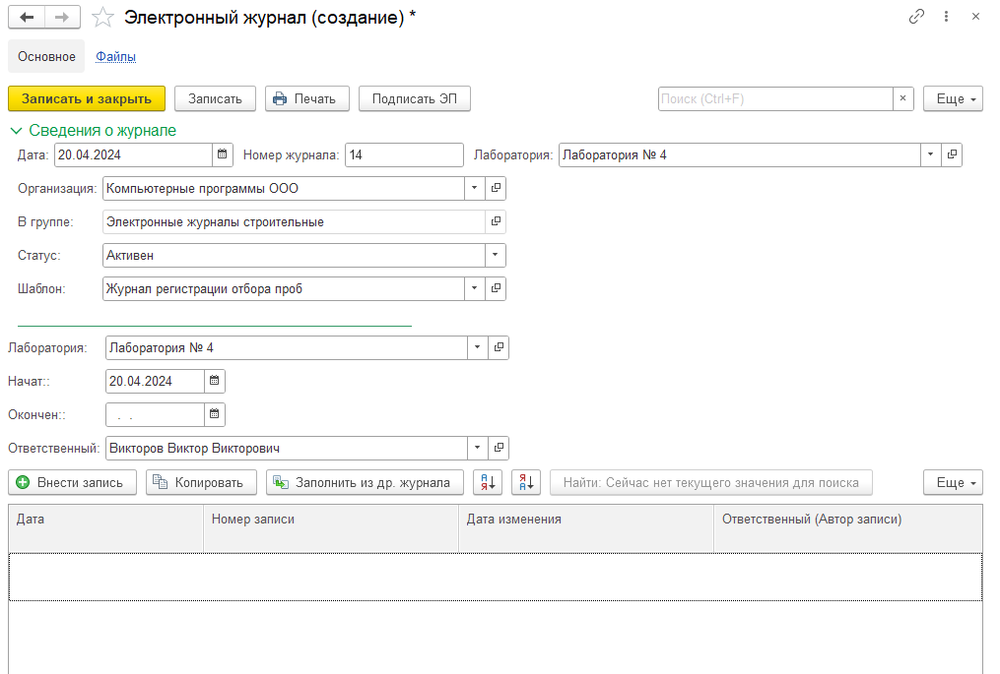 Электронный журнал (создание) *
Основное Файлы
Записать и закрыть Записать Печать Подписать ЭП Поиск (Ctrl+F) × Еще
Сведения о журнале
Дата: 20.04.2024 Номер журнала: 14 Лаборатория: Лаборатория № 4
Организация: Компьютерные программы ООО
В группе: Электронные журналы строительные
Статус: Активен
Шаблон: Журнал регистрации отбора проб
Лаборатория: Лаборатория № 4
Начат:: 20.04.2024
Окончен:: . .
Ответственный: Викторов Виктор Викторович
Внести запись Копировать Заполнить из др. журнала А Я Я А Найти: Сейчас нет текущего значения для поиска Еще
Дата Номер записи Дата изменения Ответственный (Автор записи)